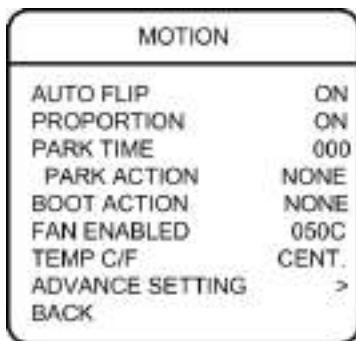 MOTION
AUTO FLIP ON
PROPORTION ON
PARK TIME 000
PARK ACTION NONE
BOOT ACTION NONE
FAN ENABLED 050C
TEMP C/F CENT.
ADVANCE SETTING >
BACK